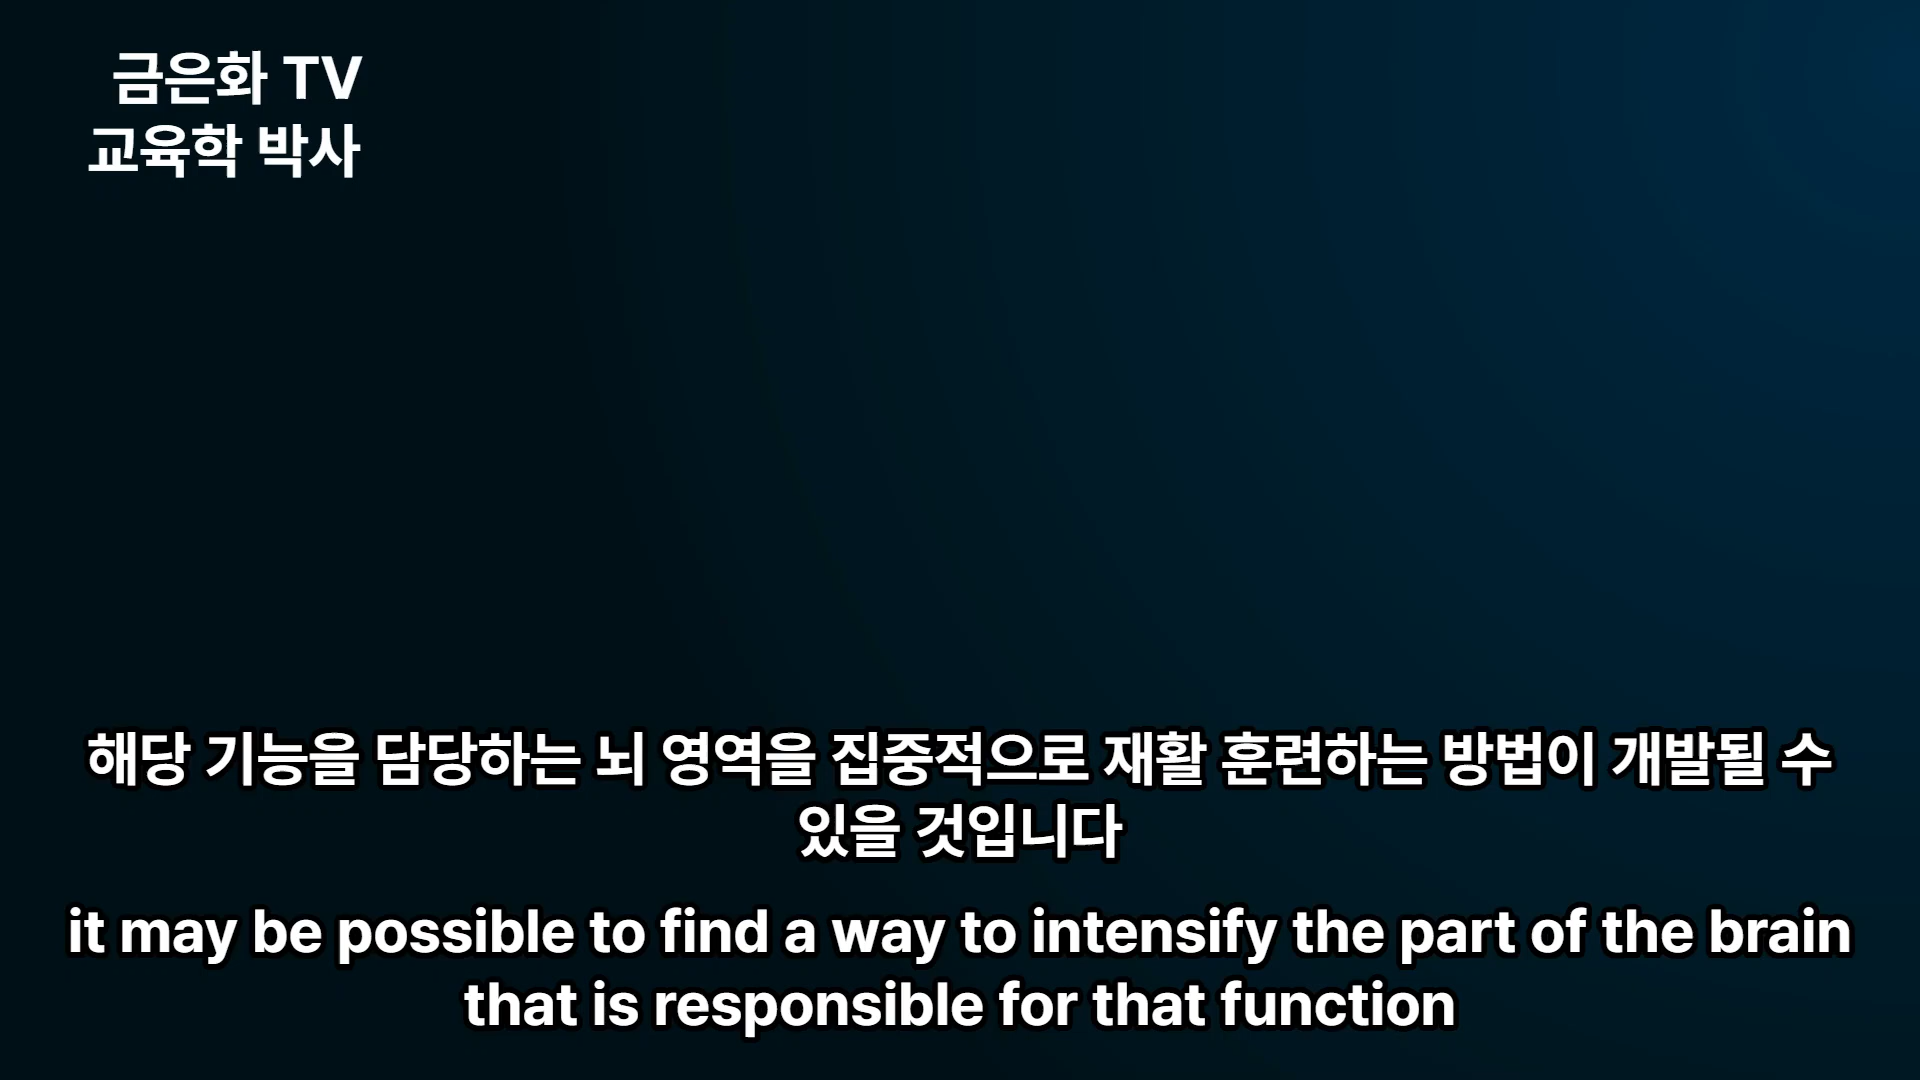 금은화 TV
교육학 박사
해당 기능을 담당하는 뇌 영역을 집중적으로 재활 훈련하는 방법이 개발될 수
있을 것입니다
it may be possible to find a way to intensify the part of the brain
that is responsible for that function